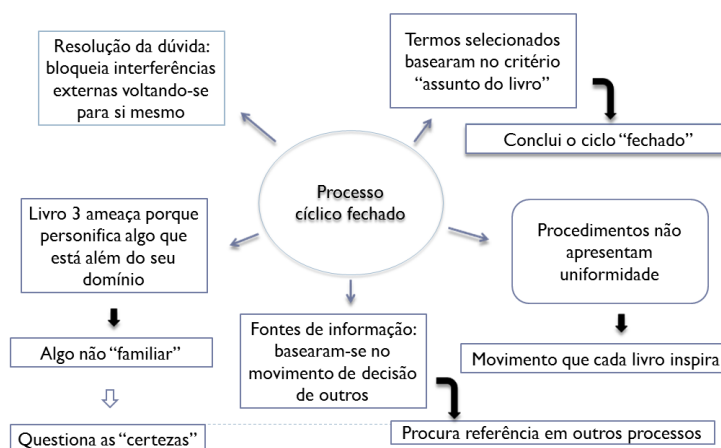 Resolução da dúvida:
bloqueia interferências
externas voltando-se
para si mesmo
Termos selecionados
basearam no critério
“assunto do livro”
Conclui o ciclo “fechado”
Processo
cíclico fechado
Livro 3 ameaça porque
personifica algo que
está além do seu
domínio
Procedimentos não
apresentam
uniformidade
Algo não “familiar”
Fontes de informação:
basearam-se no
movimento de decisão
de outros
Movimento que cada livro inspira
Questiona as “certezas”
Procura referência em outros processos